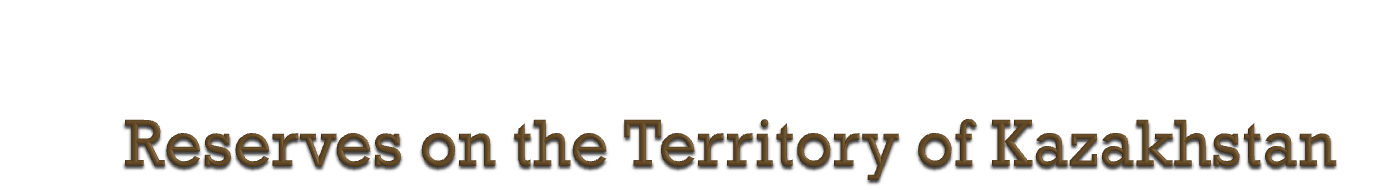 Reserves on the Territory of Kazakhstan